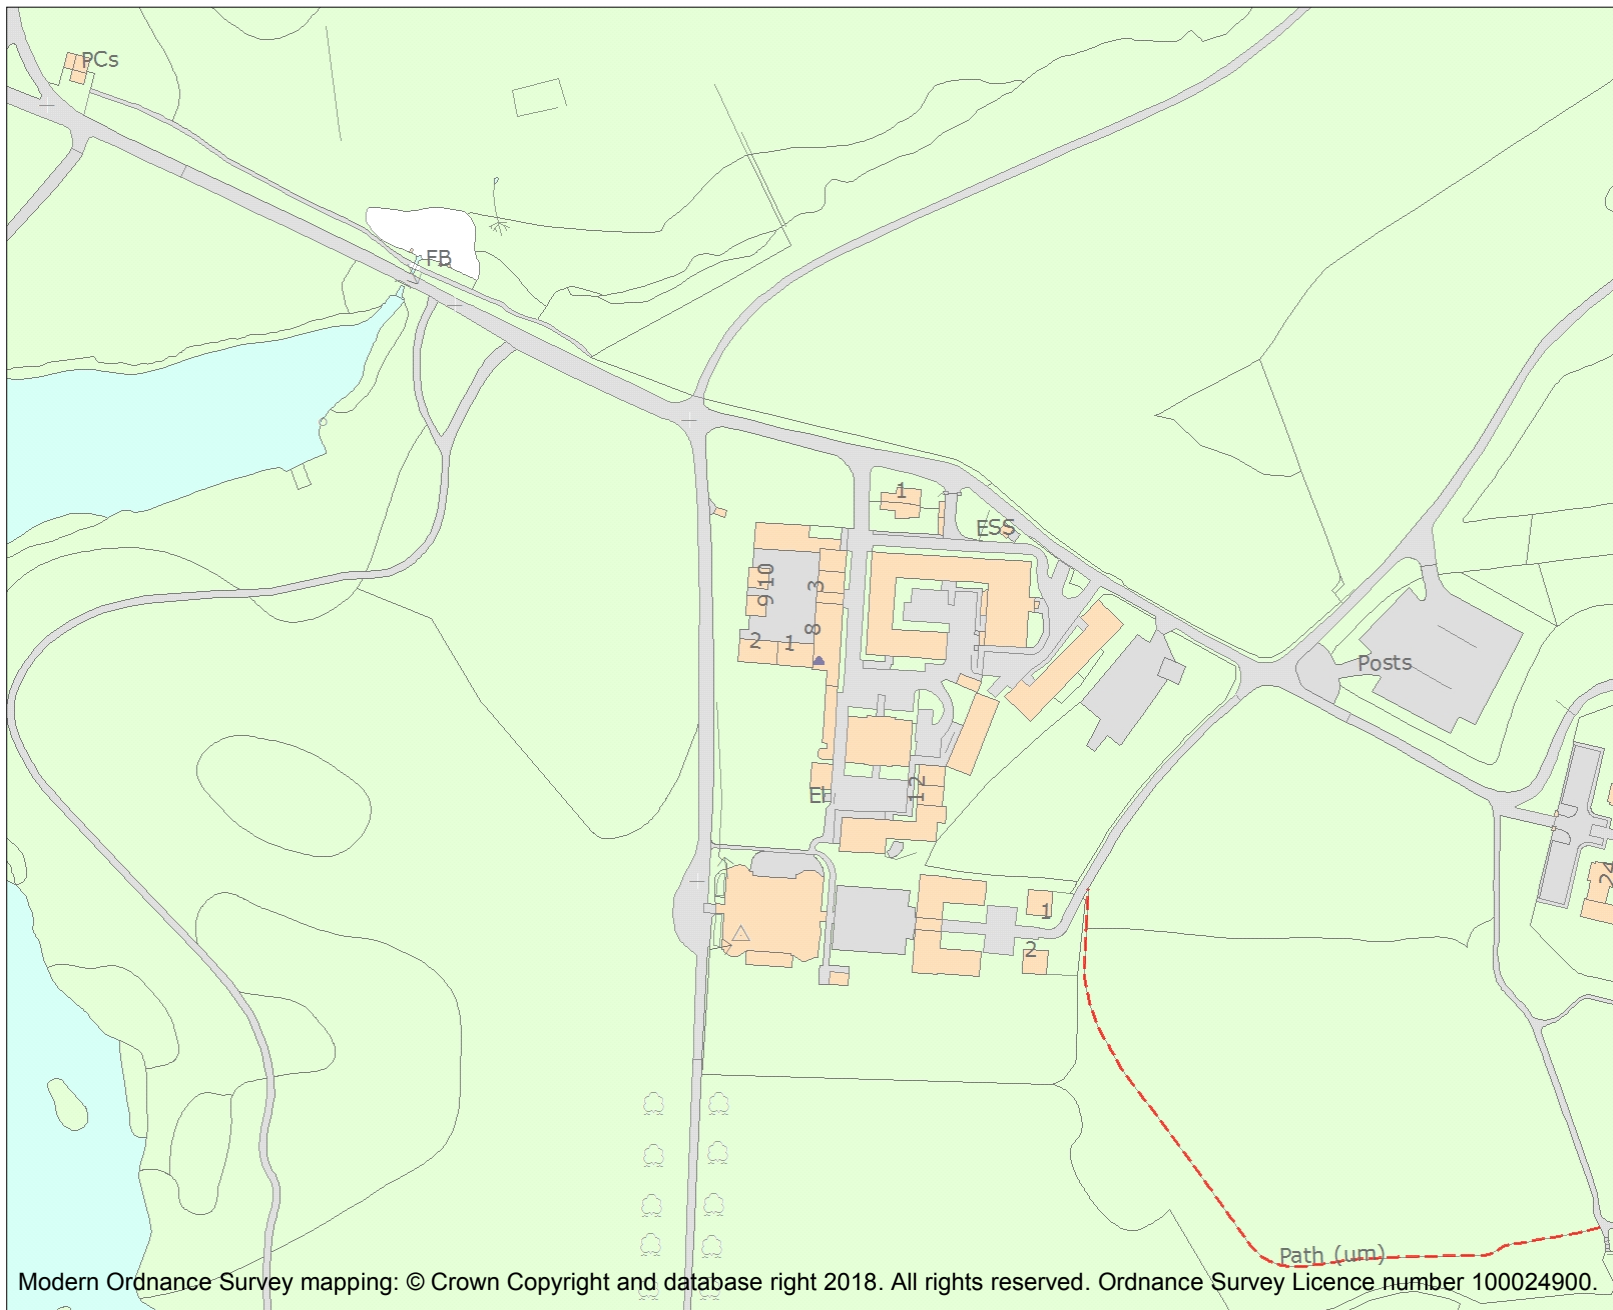 PCs
FB
1
ESS
10
9
3
8
2
1
Posts
12
El
24
1
2
Path (um)
Modern Ordnance Survey mapping: © Crown Copyright and database right 2018. All rights reserved. Ordnance Survey Licence number 100024900.